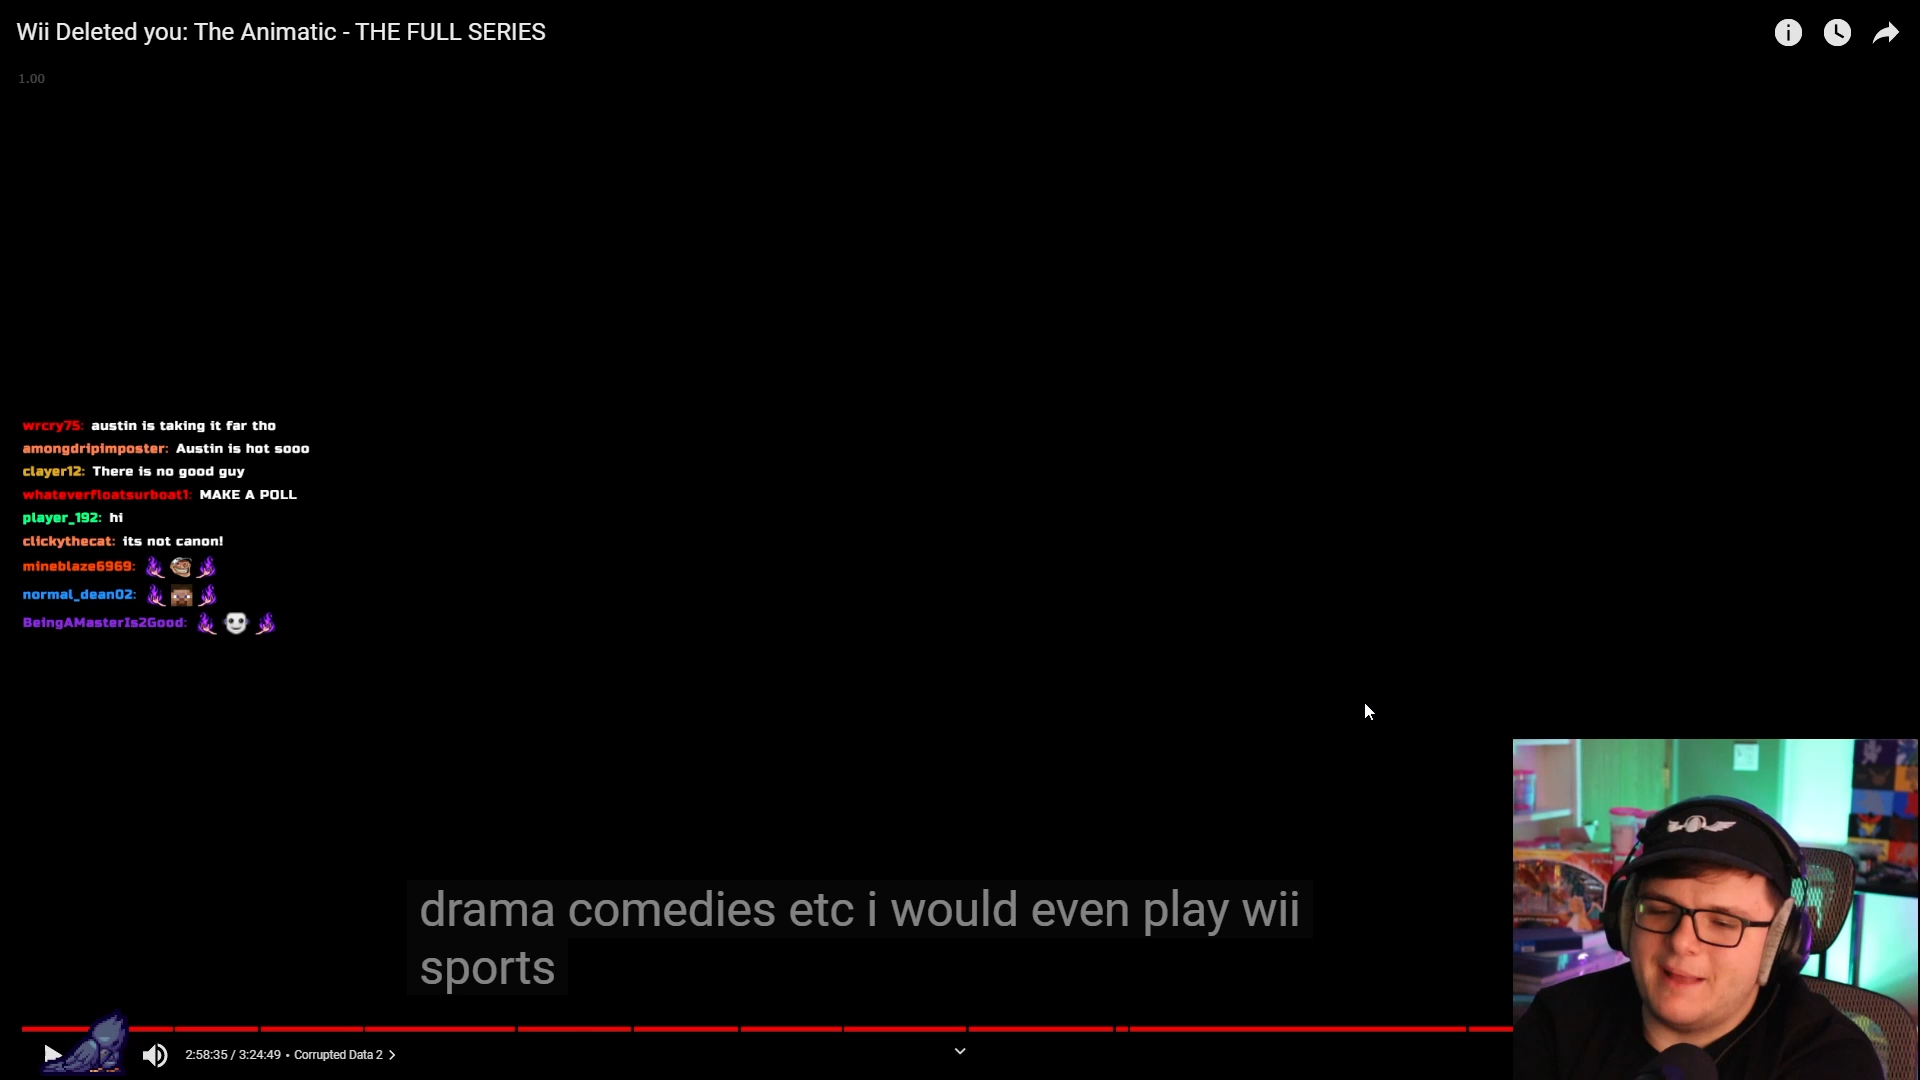 Wii Deleted you: The Animatic - THE FULL SERIES
1.00
wrcry75: austin is taking it far tho
amongdripimposter: Austin is hot sooo
clayer12: There is no good guy
whateverfloatsurboat1: MAKE A POLL
player_192: hi
clickythecat: its not canon!
mineblaze6969:
normal_dean02:
BeingAMasterIs2Good:
drama comedies etc i would even play wii
sports
2:58:35 / 3:24:49 • Corrupted Data 2